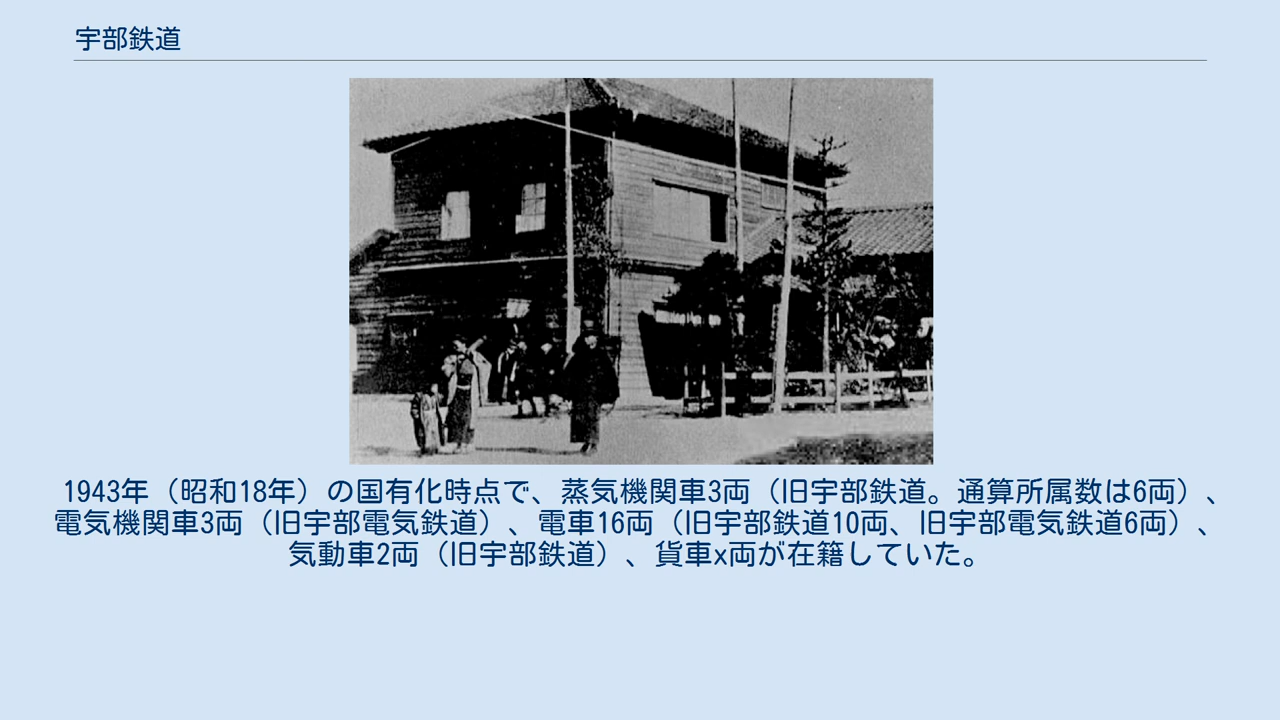 宇部鉄道
1943年（昭和18年）の国有化時点で、蒸気機関車3両（旧宇部鉄道。通算所属数は6両）、
電気機関車3両（旧宇部電気鉄道）、電車16両（旧宇部鉄道10両、旧宇部電気鉄道6両）、
気動車2両（旧宇部鉄道）、貨車x両が在籍していた。